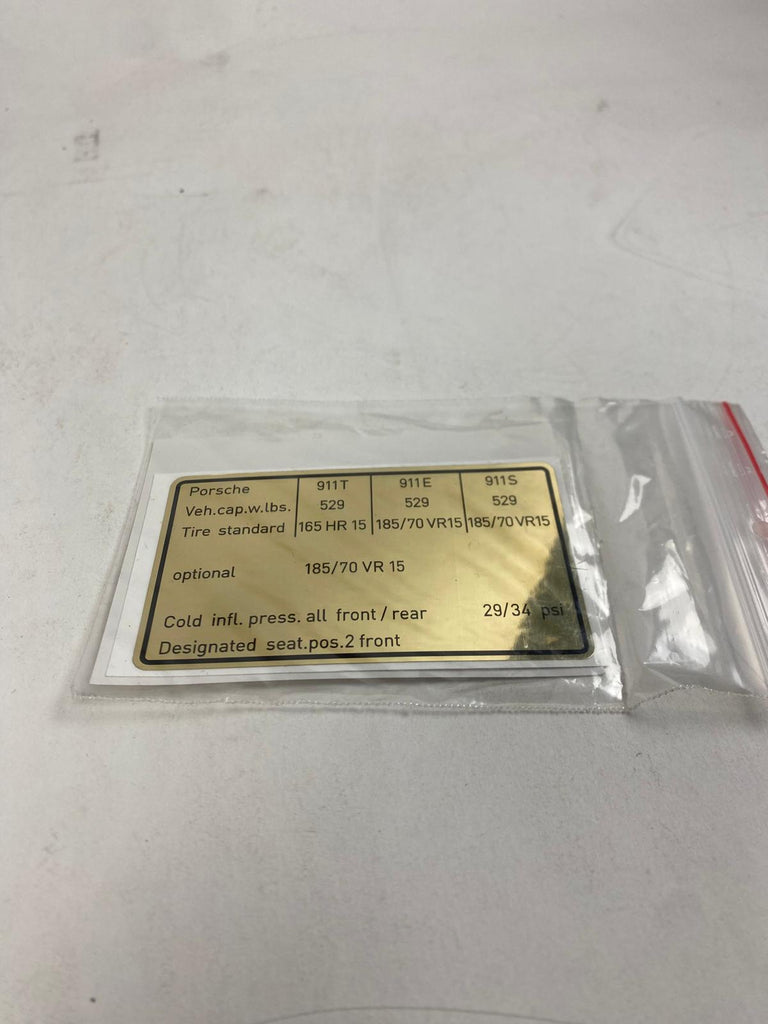 Porsche 911T 911E 911S
Veh.cap.w.lbs. 529 529 529
Tire standard 165 HR 15 185/70 VR15 185/70 VR15
optional 185/70 VR 15
Cold infl. press. all front / rear 29/34 psi
Designated seat.pos.2 front